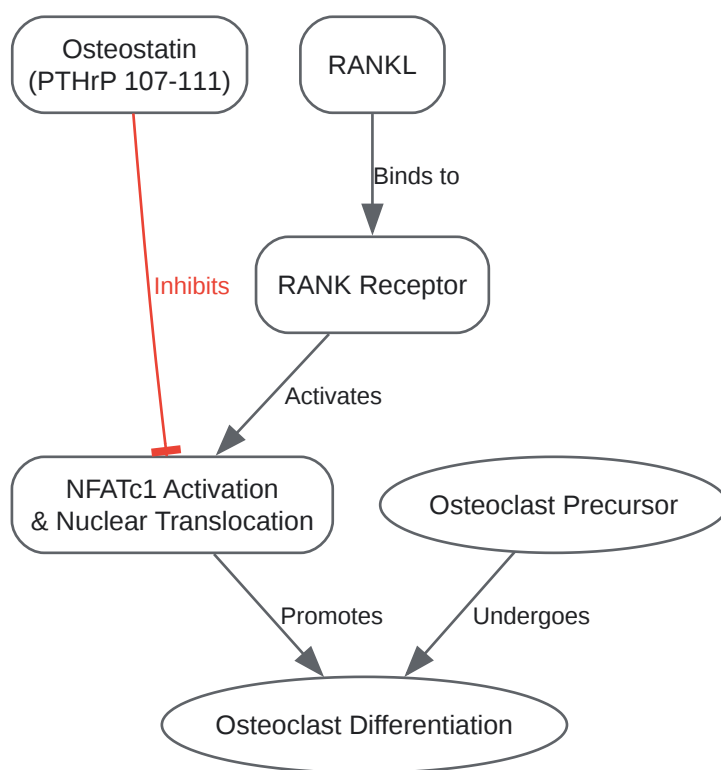 Osteostatin
(PTHrP 107-111)
RANKL
Binds to
Inhibits
RANK Receptor
Activates
NFATc1 Activation
& Nuclear Translocation
Osteoclast Precursor
Promotes
Undergoes
Osteoclast Differentiation